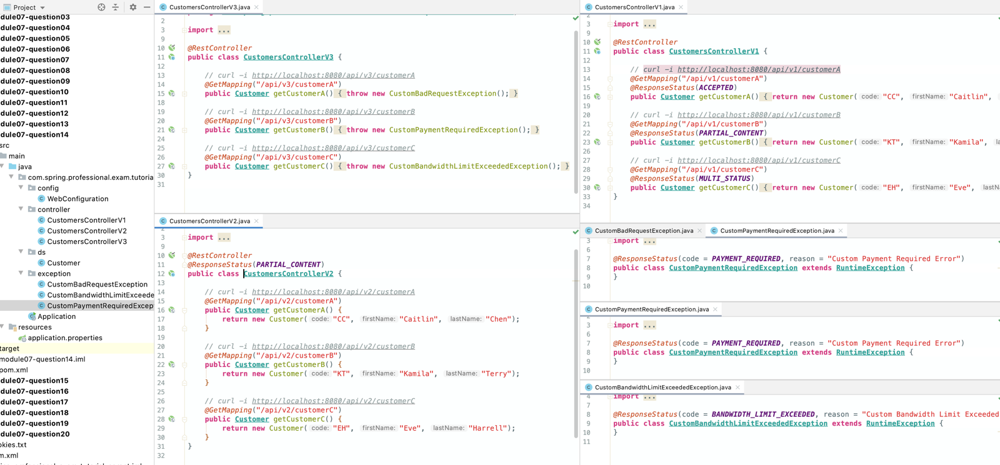 Project
dule07-question03
dule07-question04
dule07-question05
dule07-question06
dule07-question07
dule07-question08
dule07-question09
dule07-question10
dule07-question11
dule07-question12
dule07-question13
dule07-question14
src
main
java
com.spring.professional.exam.tutoria
config
WebConfiguration
controller
CustomersControllerV1
CustomersControllerV2
CustomersControllerV3
ds
Customer
exception
CustomBadRequestException
CustomBandwidthLimitExceede
CustomPaymentRequiredExcep
Application
resources
application.properties
target
module07-question14.iml
pom.xml
dule07-question15
dule07-question16
dule07-question17
dule07-question18
dule07-question19
dule07-question20
okies.txt
m.xml
CustomersControllerV3.java
2
3 import ...
9
10 @RestController
11 public class CustomersControllerV3 {
12
13 // curl -i http://localhost:8080/api/v3/customerA
14 @GetMapping("/api/v3/customerA")
15 public Customer getCustomerA() { throw new CustomBadRequestException(); }
18
19 // curl -i http://localhost:8080/api/v3/customerB
20 @GetMapping("/api/v3/customerB")
21 public Customer getCustomerB() { throw new CustomPaymentRequiredException(); }
24
25 // curl -i http://localhost:8080/api/v3/customerC
26 @GetMapping("/api/v3/customerC")
27 public Customer getCustomerC() { throw new CustomBandwidthLimitExceededException(); }
30 }
31
CustomersControllerV2.java
2
3 import ...
9
10 @RestController
11 @ResponseStatus(PARTIAL_CONTENT)
12 public class CustomersControllerV2 {
13
14 // curl -i http://localhost:8080/api/v2/customerA
15 @GetMapping("/api/v2/customerA")
16 public Customer getCustomerA() {
17 return new Customer( code: "CC", firstName: "Caitlin", lastName: "Chen");
18 }
19
20 // curl -i http://localhost:8080/api/v2/customerB
21 @GetMapping("/api/v2/customerB")
22 public Customer getCustomerB() {
23 return new Customer( code: "KT", firstName: "Kamila", lastName: "Terry");
24 }
25
26 // curl -i http://localhost:8080/api/v2/customerC
27 @GetMapping("/api/v2/customerC")
28 public Customer getCustomerC() {
29 return new Customer( code: "EH", firstName: "Eve", lastName: "Harrell");
30 }
31 }
32
CustomersControllerV1.java
2
3 import ...
9
10 @RestController
11 public class CustomersControllerV1 {
12
13 // curl -i http://localhost:8080/api/v1/customerA
14 @GetMapping("/api/v1/customerA")
15 @ResponseStatus(ACCEPTED)
16 public Customer getCustomerA() { return new Customer( code: "CC", firstName: "Caitlin",
19
20 // curl -i http://localhost:8080/api/v1/customerB
21 @GetMapping("/api/v1/customerB")
22 @ResponseStatus(PARTIAL_CONTENT)
23 public Customer getCustomerB() { return new Customer( code: "KT", firstName: "Kamila", la
26
27 // curl -i http://localhost:8080/api/v1/customerC
28 @GetMapping("/api/v1/customerC")
29 @ResponseStatus(MULTI_STATUS)
30 public Customer getCustomerC() { return new Customer( code: "EH", firstName: "Eve", lastN
33 }
34
CustomBadRequestException.java CustomPaymentRequiredException.java
3 import ...
6
7 @ResponseStatus(code = PAYMENT_REQUIRED, reason = "Custom Payment Required Error")
8 public class CustomPaymentRequiredException extends RuntimeException {
9 }
10
CustomPaymentRequiredException.java
3 import ...
6
7 @ResponseStatus(code = PAYMENT_REQUIRED, reason = "Custom Payment Required Error")
8 public class CustomPaymentRequiredException extends RuntimeException {
9 }
10
CustomBandwidthLimitExceededException.java
4 import ...
7
8 @ResponseStatus(code = BANDWIDTH_LIMIT_EXCEEDED, reason = "Custom Bandwidth Limit Exceeded
9 public class CustomBandwidthLimitExceededException extends RuntimeException {
10 }
11